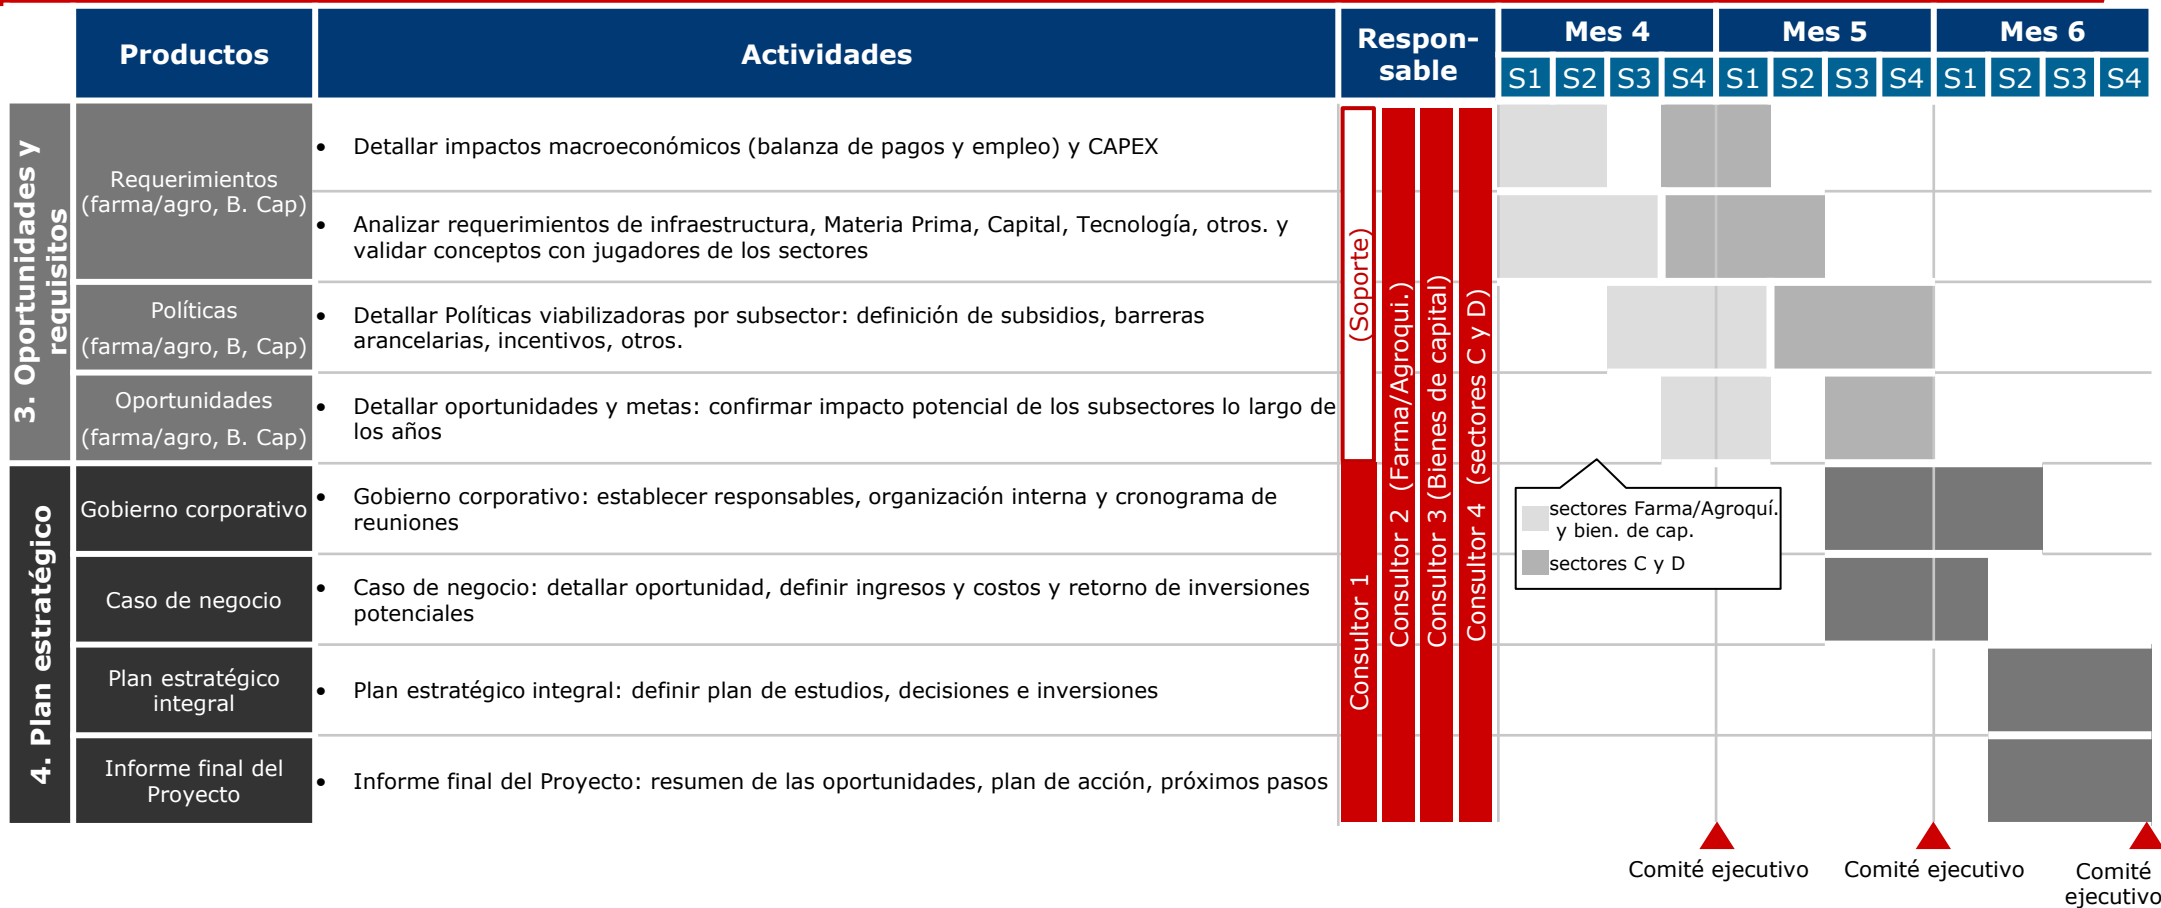 Productos
Actividades
Respon-
sable
Mes 4
Mes 5
Mes 6
S1 S2 S3 S4 S1 S2 S3 S4 S1 S2 S3 S4
3. Oportunidades y
requisitos
Requerimientos
(farma/agro, B. Cap)
• Detallar impactos macroeconómicos (balanza de pagos y empleo) y CAPEX
• Analizar requerimientos de infraestructura, Materia Prima, Capital, Tecnología, otros. y
validar conceptos con jugadores de los sectores
Políticas
(farma/agro, B, Cap)
• Detallar Políticas viabilizadoras por subsector: definición de subsidios, barreras
arancelarias, incentivos, otros.
Oportunidades
(farma/agro, B. Cap)
• Detallar oportunidades y metas: confirmar impacto potencial de los subsectores lo largo de
los años
4. Plan estratégico
Gobierno corporativo
• Gobierno corporativo: establecer responsables, organización interna y cronograma de
reuniones
Caso de negocio
• Caso de negocio: detallar oportunidad, definir ingresos y costos y retorno de inversiones
potenciales
Plan estratégico
integral
• Plan estratégico integral: definir plan de estudios, decisiones e inversiones
Informe final del
Proyecto
• Informe final del Proyecto: resumen de las oportunidades, plan de acción, próximos pasos
Consultor 1 (Soporte)
Consultor 2 (Farma/Agroqui.)
Consultor 3 (Bienes de capital)
Consultor 4 (sectores C y D)
sectores Farma/Agroquí.
y bien. de cap.
sectores C y D
Comité ejecutivo
Comité ejecutivo
Comité
ejecutivo